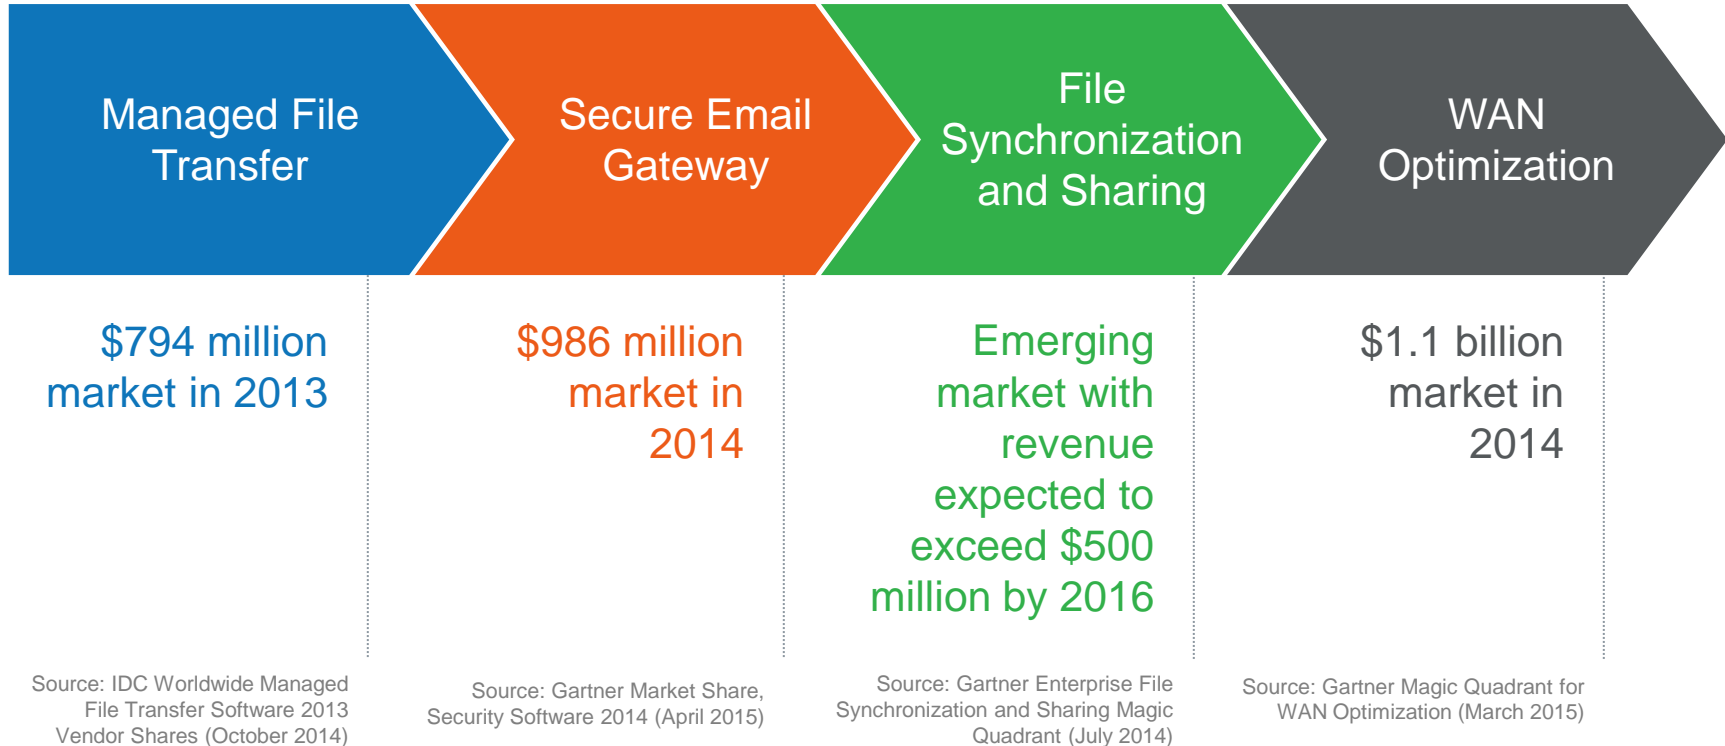 Managed File
Transfer
Secure Email
Gateway
File
Synchronization
and Sharing
WAN
Optimization
$794 million
market in 2013
$986 million
market in
2014
Emerging
market with
revenue
expected to
exceed $500
million by 2016
$1.1 billion
market in
2014
Source: IDC Worldwide Managed
File Transfer Software 2013
Vendor Shares (October 2014)
Source: Gartner Market Share,
Security Software 2014 (April 2015)
Source: Gartner Enterprise File
Synchronization and Sharing Magic
Quadrant (July 2014)
Source: Gartner Magic Quadrant for
WAN Optimization (March 2015)